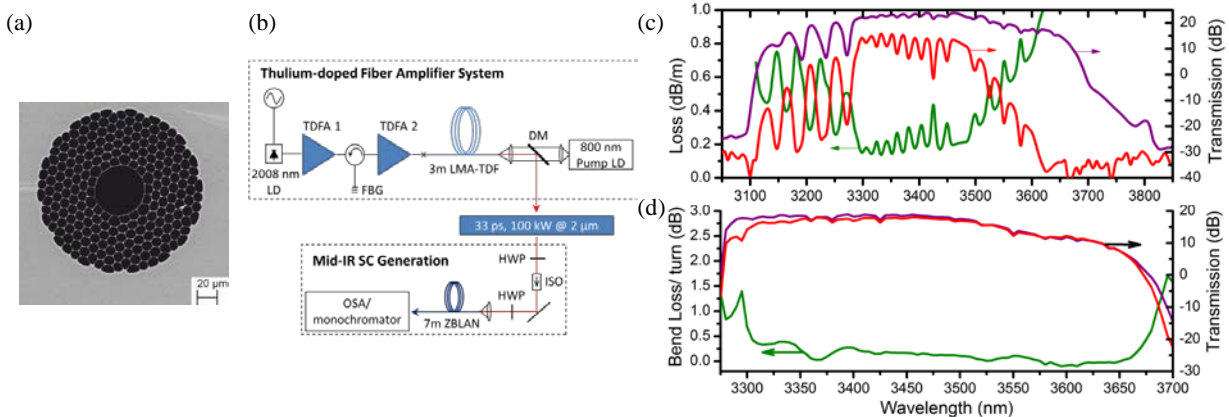 (a)
20 µm
(b)
Thulium-doped Fiber Amplifier System
TDFA 1
TDFA 2
DM
800 nm
Pump LD
2008 nm
LD
FBG
3m LMA-TDF
33 ps, 100 kW @ 2 µm
Mid-IR SC Generation
HWP
ISO
HWP
OSA/
monochromator
7m ZBLAN
(c)
Loss (dB/m)
1.0
0.8
0.6
0.4
0.2
0.0
3100 3200 3300 3400 3500 3600 3700 3800
20
10
0
-10
-20
-30
-40
Transmission (dB)
(d)
Bend Loss/ turn (dB)
3.0
2.5
2.0
1.5
1.0
0.5
0.0
3300 3350 3400 3450 3500 3550 3600 3650 3700
Wavelength (nm)
20
10
0
-10
-20
-30
Transmission (dB)